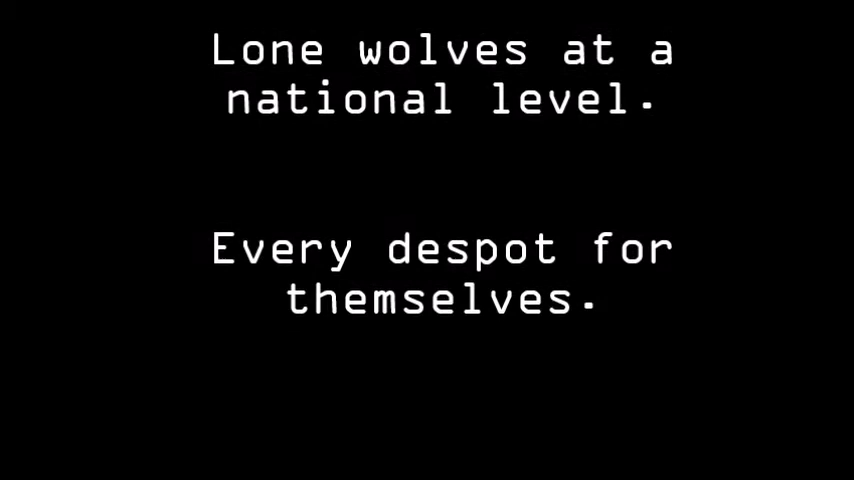 Lone wolves at a
national level.
Every despot for
themselves.